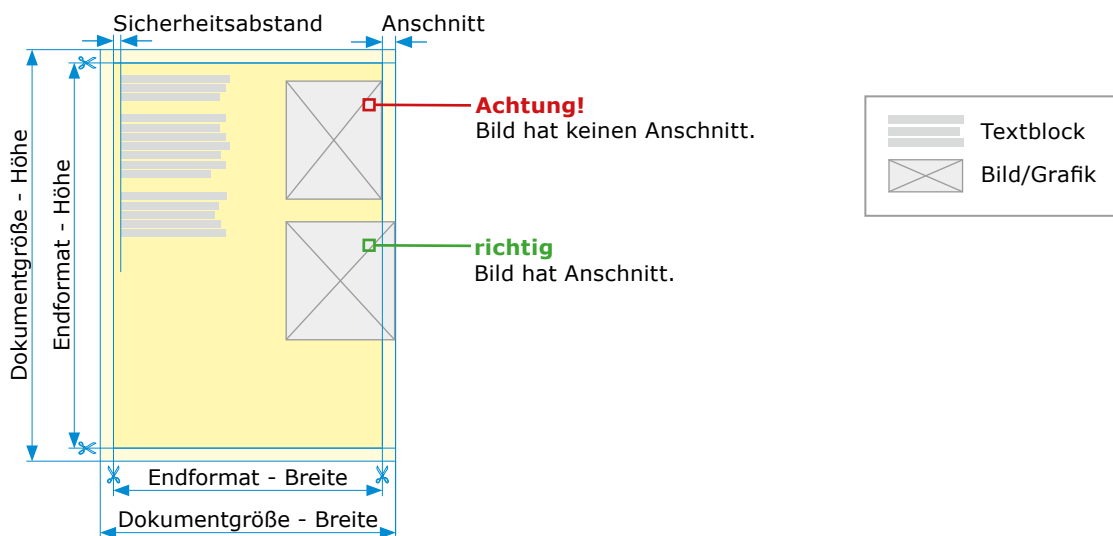 Sicherheitsabstand
Anschnitt
Dokumentgröße - Höhe
Endformat - Höhe
Achtung!
Bild hat keinen Anschnitt.
richtig
Bild hat Anschnitt.
Textblock
Bild/Grafik
Endformat - Breite
Dokumentgröße - Breite